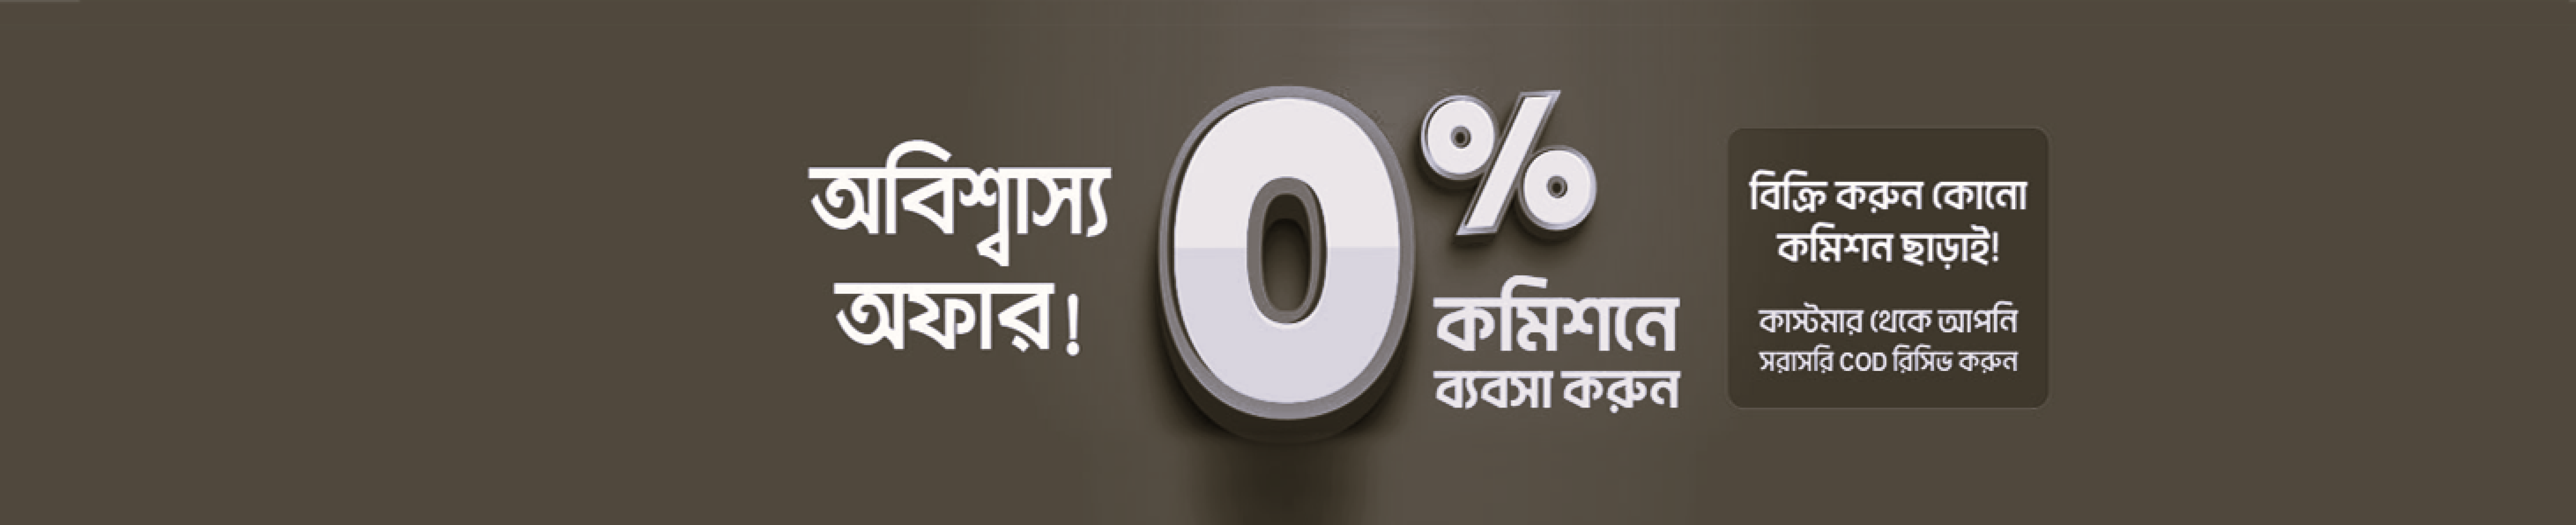 অবিশ্বাস্য
অফার!
0%
কমিশনে
ব্যবসা করুন
বিক্রি করুন কোনো
কমিশন ছাড়াই!
কাস্টমার থেকে আপনি
সরাসরি COD রিসিভ করুন